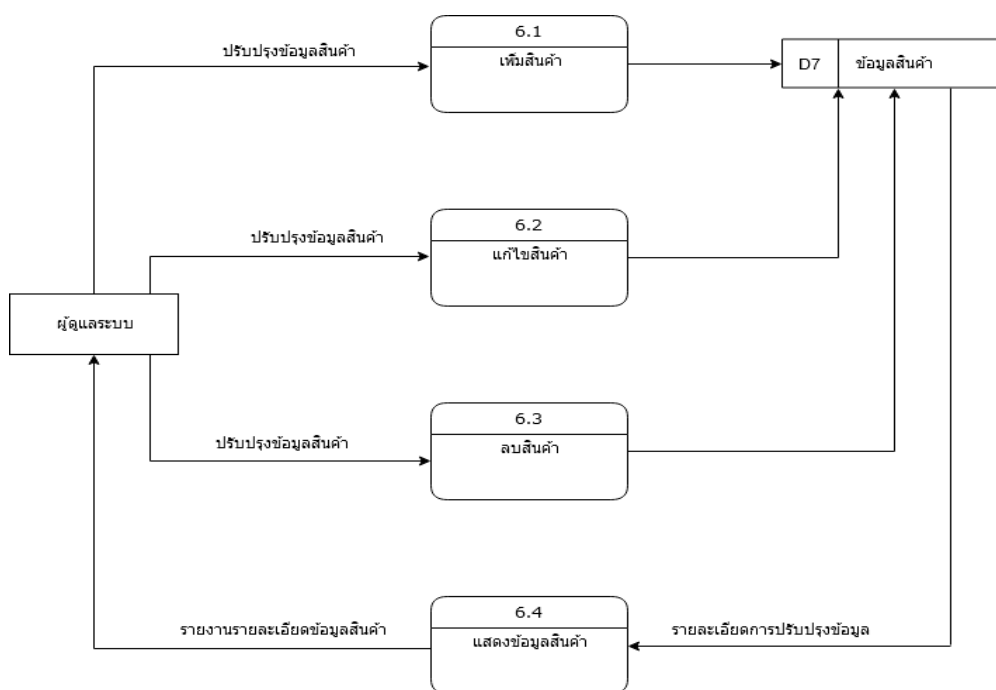 6.1
ปรับปรุงข้อมูลสินค้า
เพิ่มสินค้า
D7
ข้อมูลสินค้า
6.2
ปรับปรุงข้อมูลสินค้า
แก้ไขสินค้า
ผู้ดูแลระบบ
6.3
ปรับปรุงข้อมูลสินค้า
ลบสินค้า
6.4
รายงานรายละเอียดข้อมูลสินค้า
แสดงข้อมูลสินค้า
รายละเอียดการปรับปรุงข้อมูล